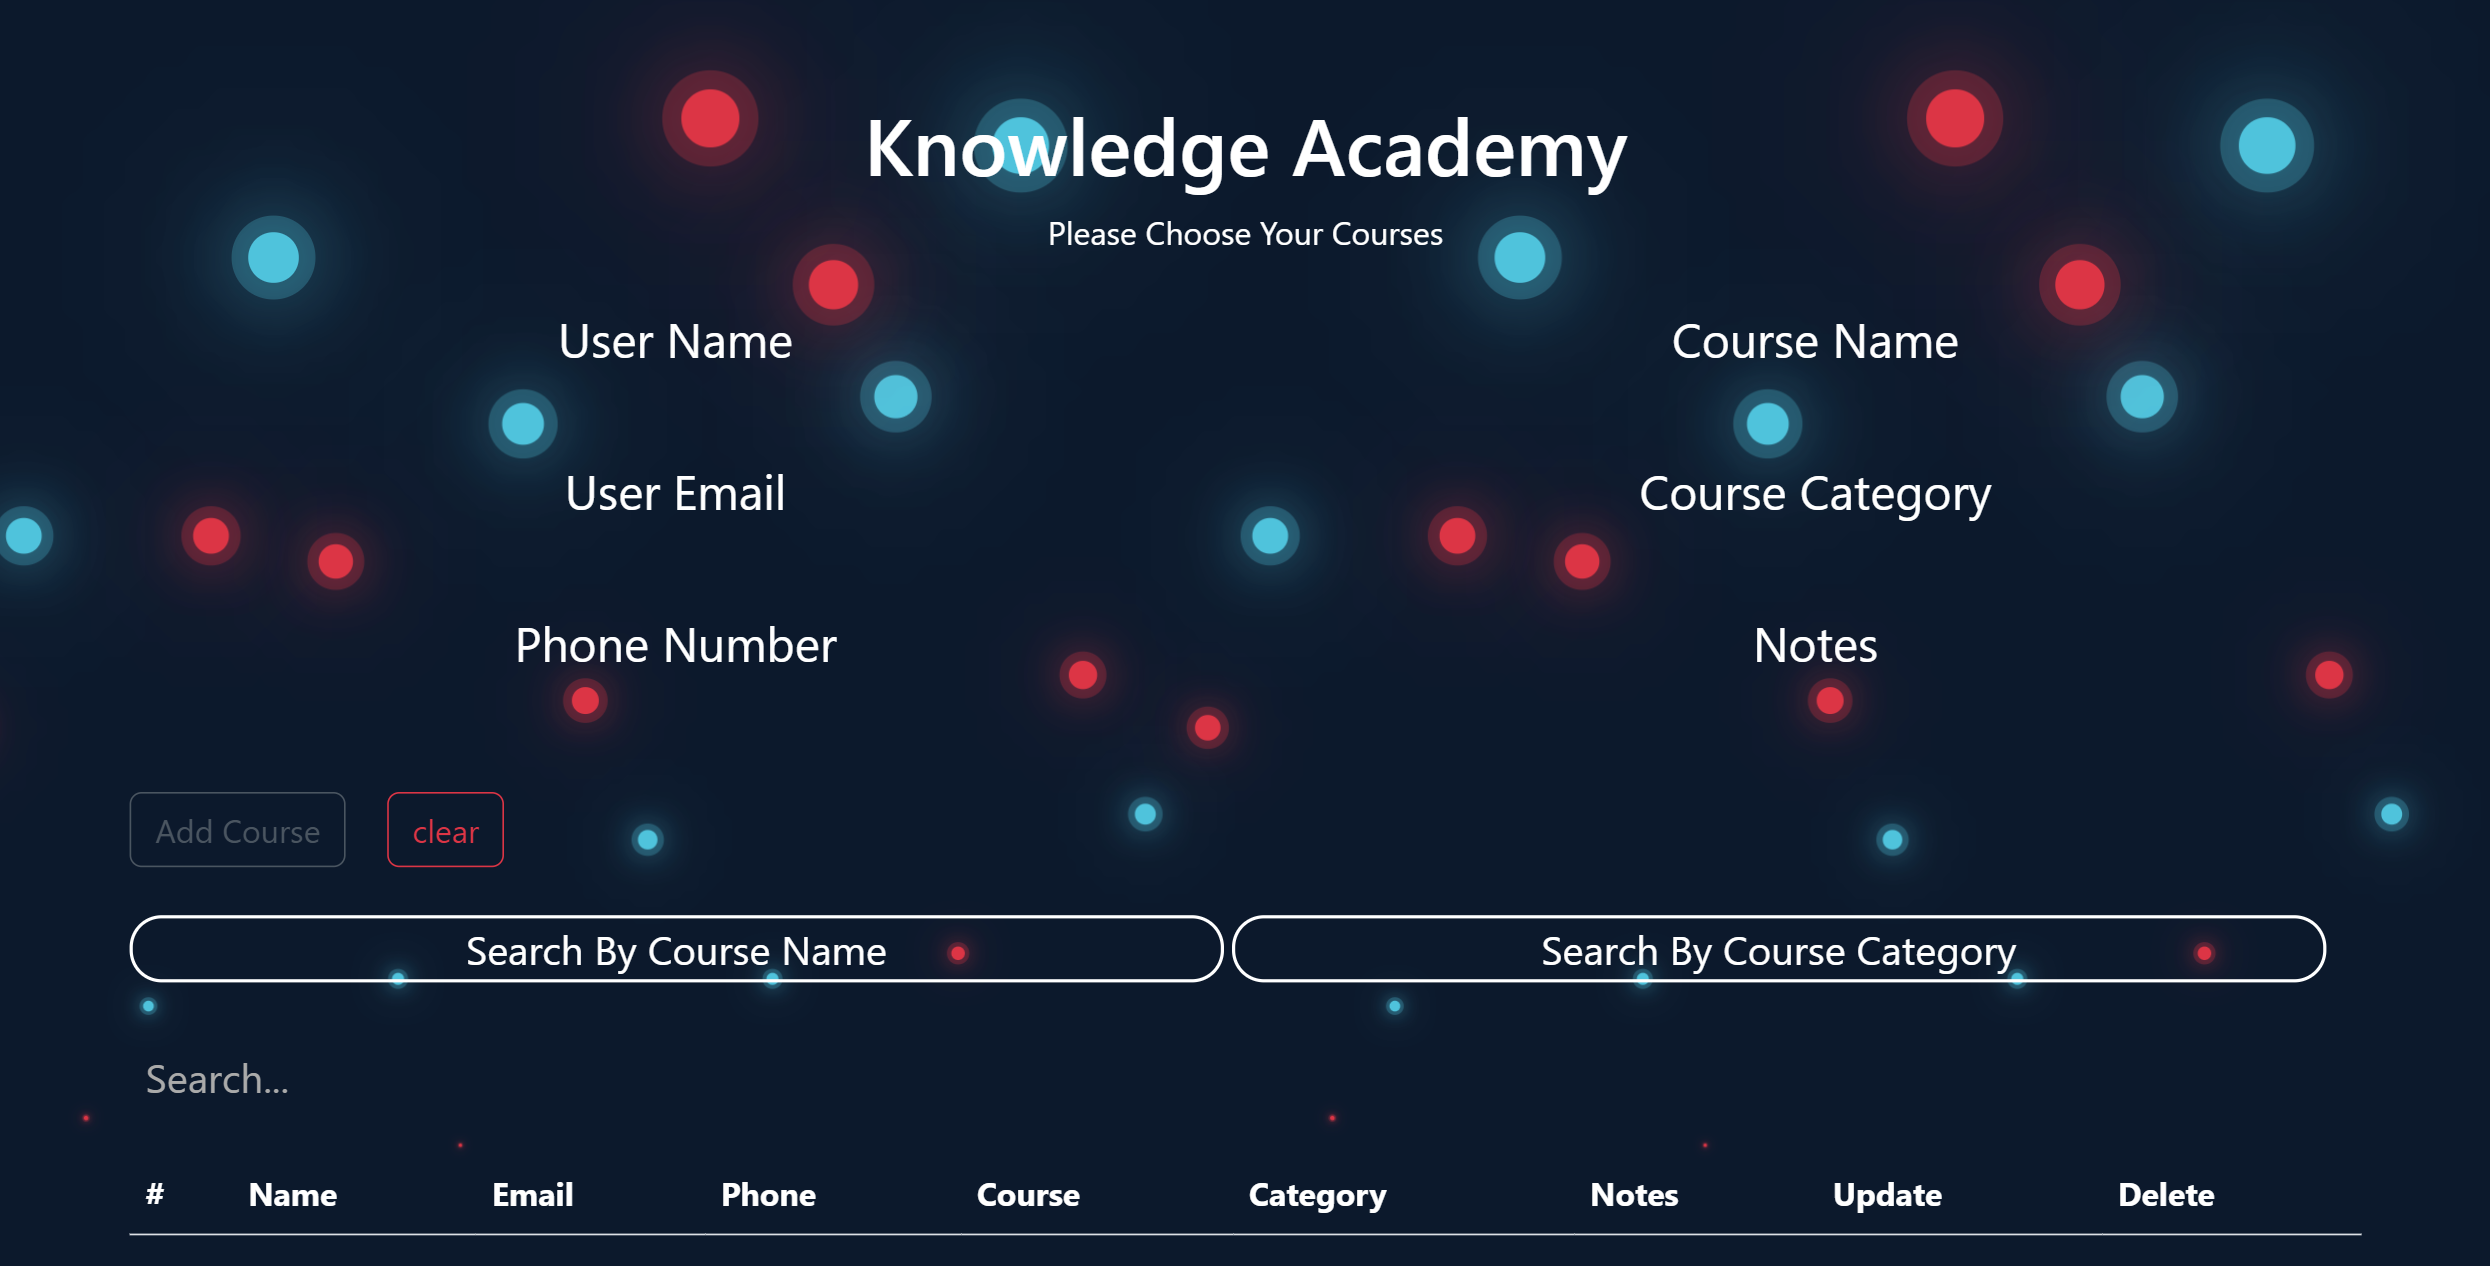 Knowledge Academy
Please Choose Your Courses
User Name
Course Name
User Email
Course Category
Phone Number
Notes
Add Course
clear
Search By Course Name
Search By Course Category
Search...
# Name Email Phone Course Category Notes Update Delete